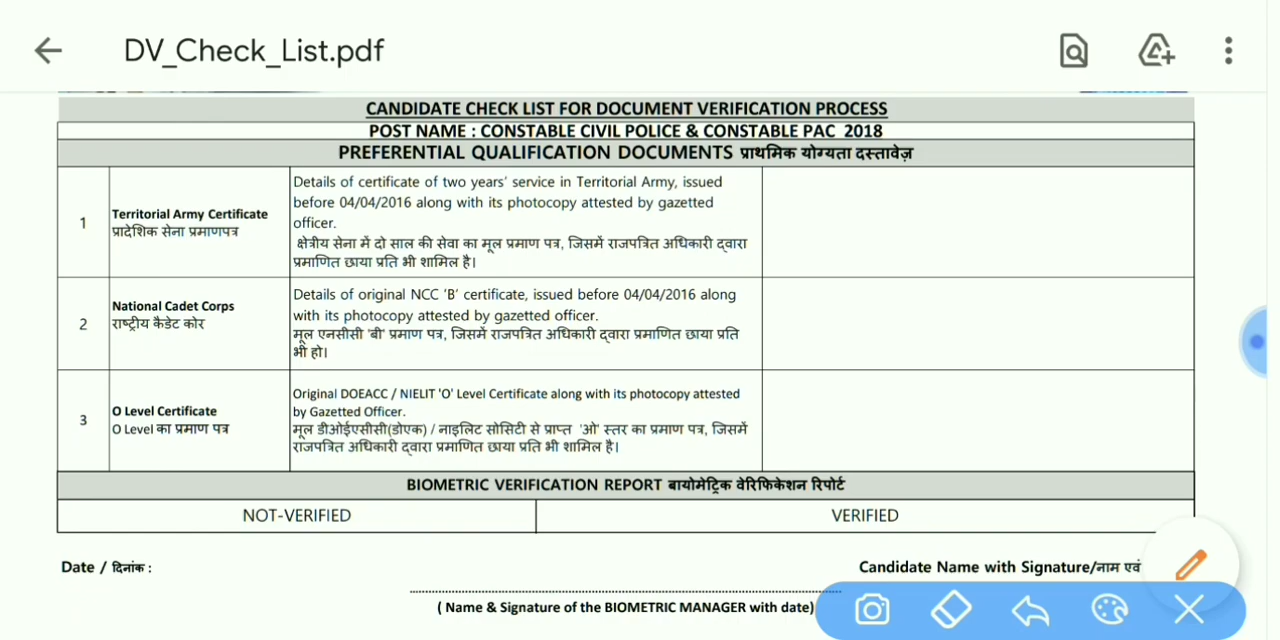 DV_Check_List.pdf
CANDIDATE CHECK LIST FOR DOCUMENT VERIFICATION PROCESS
POST NAME : CONSTABLE CIVIL POLICE & CONSTABLE PAC 2018
PREFERENTIAL QUALIFICATION DOCUMENTS प्राथमिक योग्यता दस्तावेज़
1
Territorial Army Certificate
प्रादेशिक सेना प्रमाणपत्र
Details of certificate of two years' service in Territorial Army, issued
before 04/04/2016 along with its photocopy attested by gazetted
officer.
क्षेत्रीय सेना में दो साल की सेवा का मूल प्रमाण पत्र, जिसमें राजपत्रित अधिकारी द्वारा
प्रमाणित छाया प्रति भी शामिल है।
2
National Cadet Corps
राष्ट्रीय कैडेट कोर
Details of original NCC 'B' certificate, issued before 04/04/2016 along
with its photocopy attested by gazetted officer.
मूल एनसीसी 'बी' प्रमाण पत्र, जिसमें राजपत्रित अधिकारी द्वारा प्रमाणित छाया प्रति
भी हो।
3
O Level Certificate
O Level का प्रमाण पत्र
Original DOEACC / NIELIT 'O' Level Certificate along with its photocopy attested
by Gazetted Officer.
मूल डीओईएसीसी(डोएक) / नाइलिट सोसिटी से प्राप्त 'ओ' स्तर का प्रमाण पत्र, जिसमें
राजपत्रित अधिकारी द्वारा प्रमाणित छाया प्रति भी शामिल है।
BIOMETRIC VERIFICATION REPORT बायोमेट्रिक वेरिफिकेशन रिपोर्ट
NOT-VERIFIED VERIFIED
Date / दिनांक : Candidate Name with Signature/नाम एवं
( Name & Signature of the BIOMETRIC MANAGER with date)